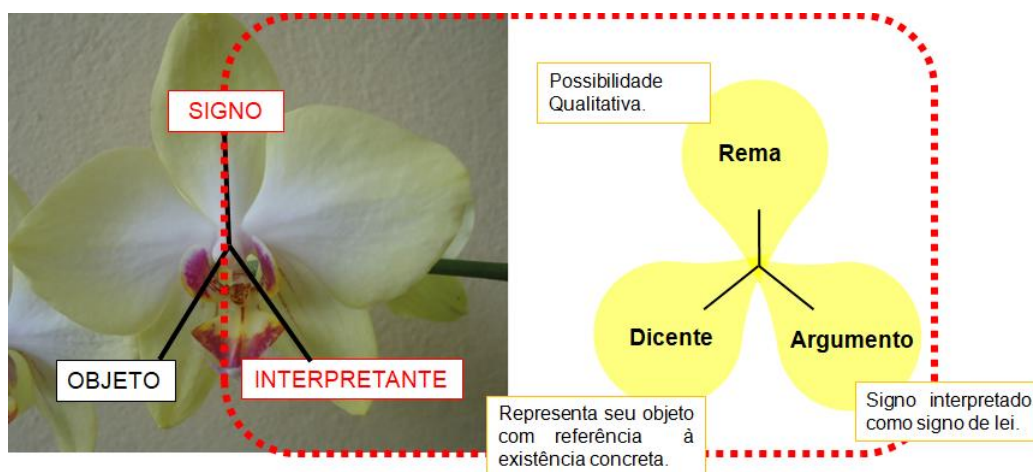 SIGNO
OBJETO
INTERPRETANTE
Possibilidade
Qualitativa.
Rema
Dicente
Argumento
Representa seu objeto
com referência à
existência concreta.
Signo interpretado
como signo de lei.